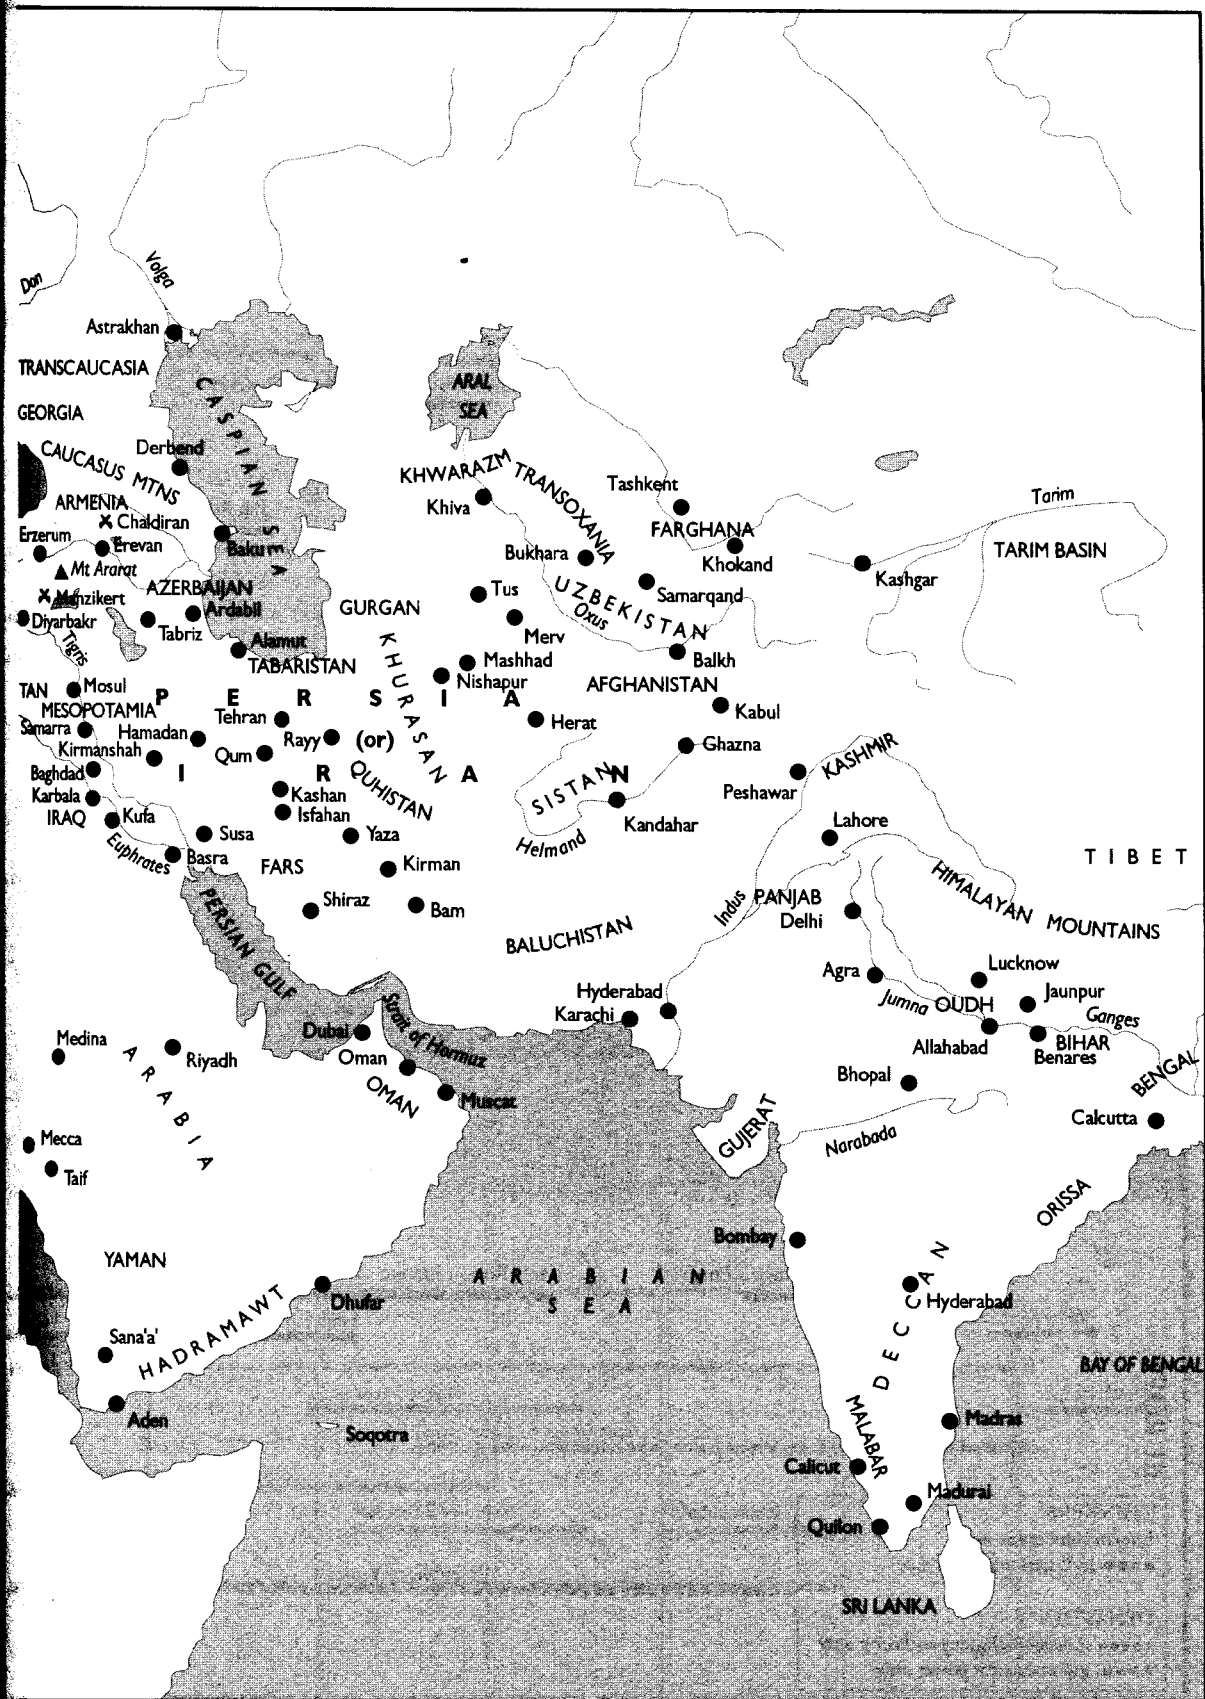 Volga
Don
Astrakhan
TRANSCAUCASIA
CASPIAN SEA
ARAL
SEA
GEORGIA
Derbend
CAUCASUS MTNS
KHWARAZM
TRANSOXANIA
Tashkent
Khiva
ARMENIA
Chaldiran
Tarim
FARGHANA
Erzerum
Erevan
Baku
Bukhara
Khokand
TARIM BASIN
Mt Ararat
Kashgar
AZERBAIJAN
Tus
UZBEKISTAN
Samarqand
Manzikert
Ardabil
GURGAN
Oxus
Diyarbakr
Tabriz
Merv
Tigris
Alamut
KHURASAN
Mashhad
Balkh
TABARISTAN
Nishapur
AFGHANISTAN
TAN
Mosul
PERSIA
MESOPOTAMIA
Tehran
Herat
Kabul
Samarra
Hamadan
Rayy
(or)
Ghazna
KASHMIR
Kirmanshah
Qum
Baghdad
IRAN
QUHISTAN
SISTAN
Peshawar
Karbala
Kashan
IRAQ
Kufa
Isfahan
Kandahar
Lahore
Susa
Yaza
Helmand
Euphrates
Basra
FARS
Kirman
TIBET
HIMALAYAN MOUNTAINS
Shiraz
Bam
Indus
PANJAB
Delhi
PERSIAN GULF
BALUCHISTAN
Agra
Lucknow
Hyderabad
Jaunpur
Jumna
OUDH
Karachi
Strait of Hormuz
Ganges
Dubai
Medina
Riyadh
Oman
Allahabad
BIHAR
Benares
ARABIA
OMAN
Bhopal
BENGAL
Muscat
GUJERAT
Calcutta
Mecca
Narabada
Taif
ORISSA
Bombay
YAMAN
ARABIAN
SEA
DECCAN
Dhufar
Hyderabad
Sana'a'
HADRAMAWT
BAY OF BENGAL
Aden
Soqotra
MALABAR
Madras
Calicut
Madurai
Quilon
SRI LANKA